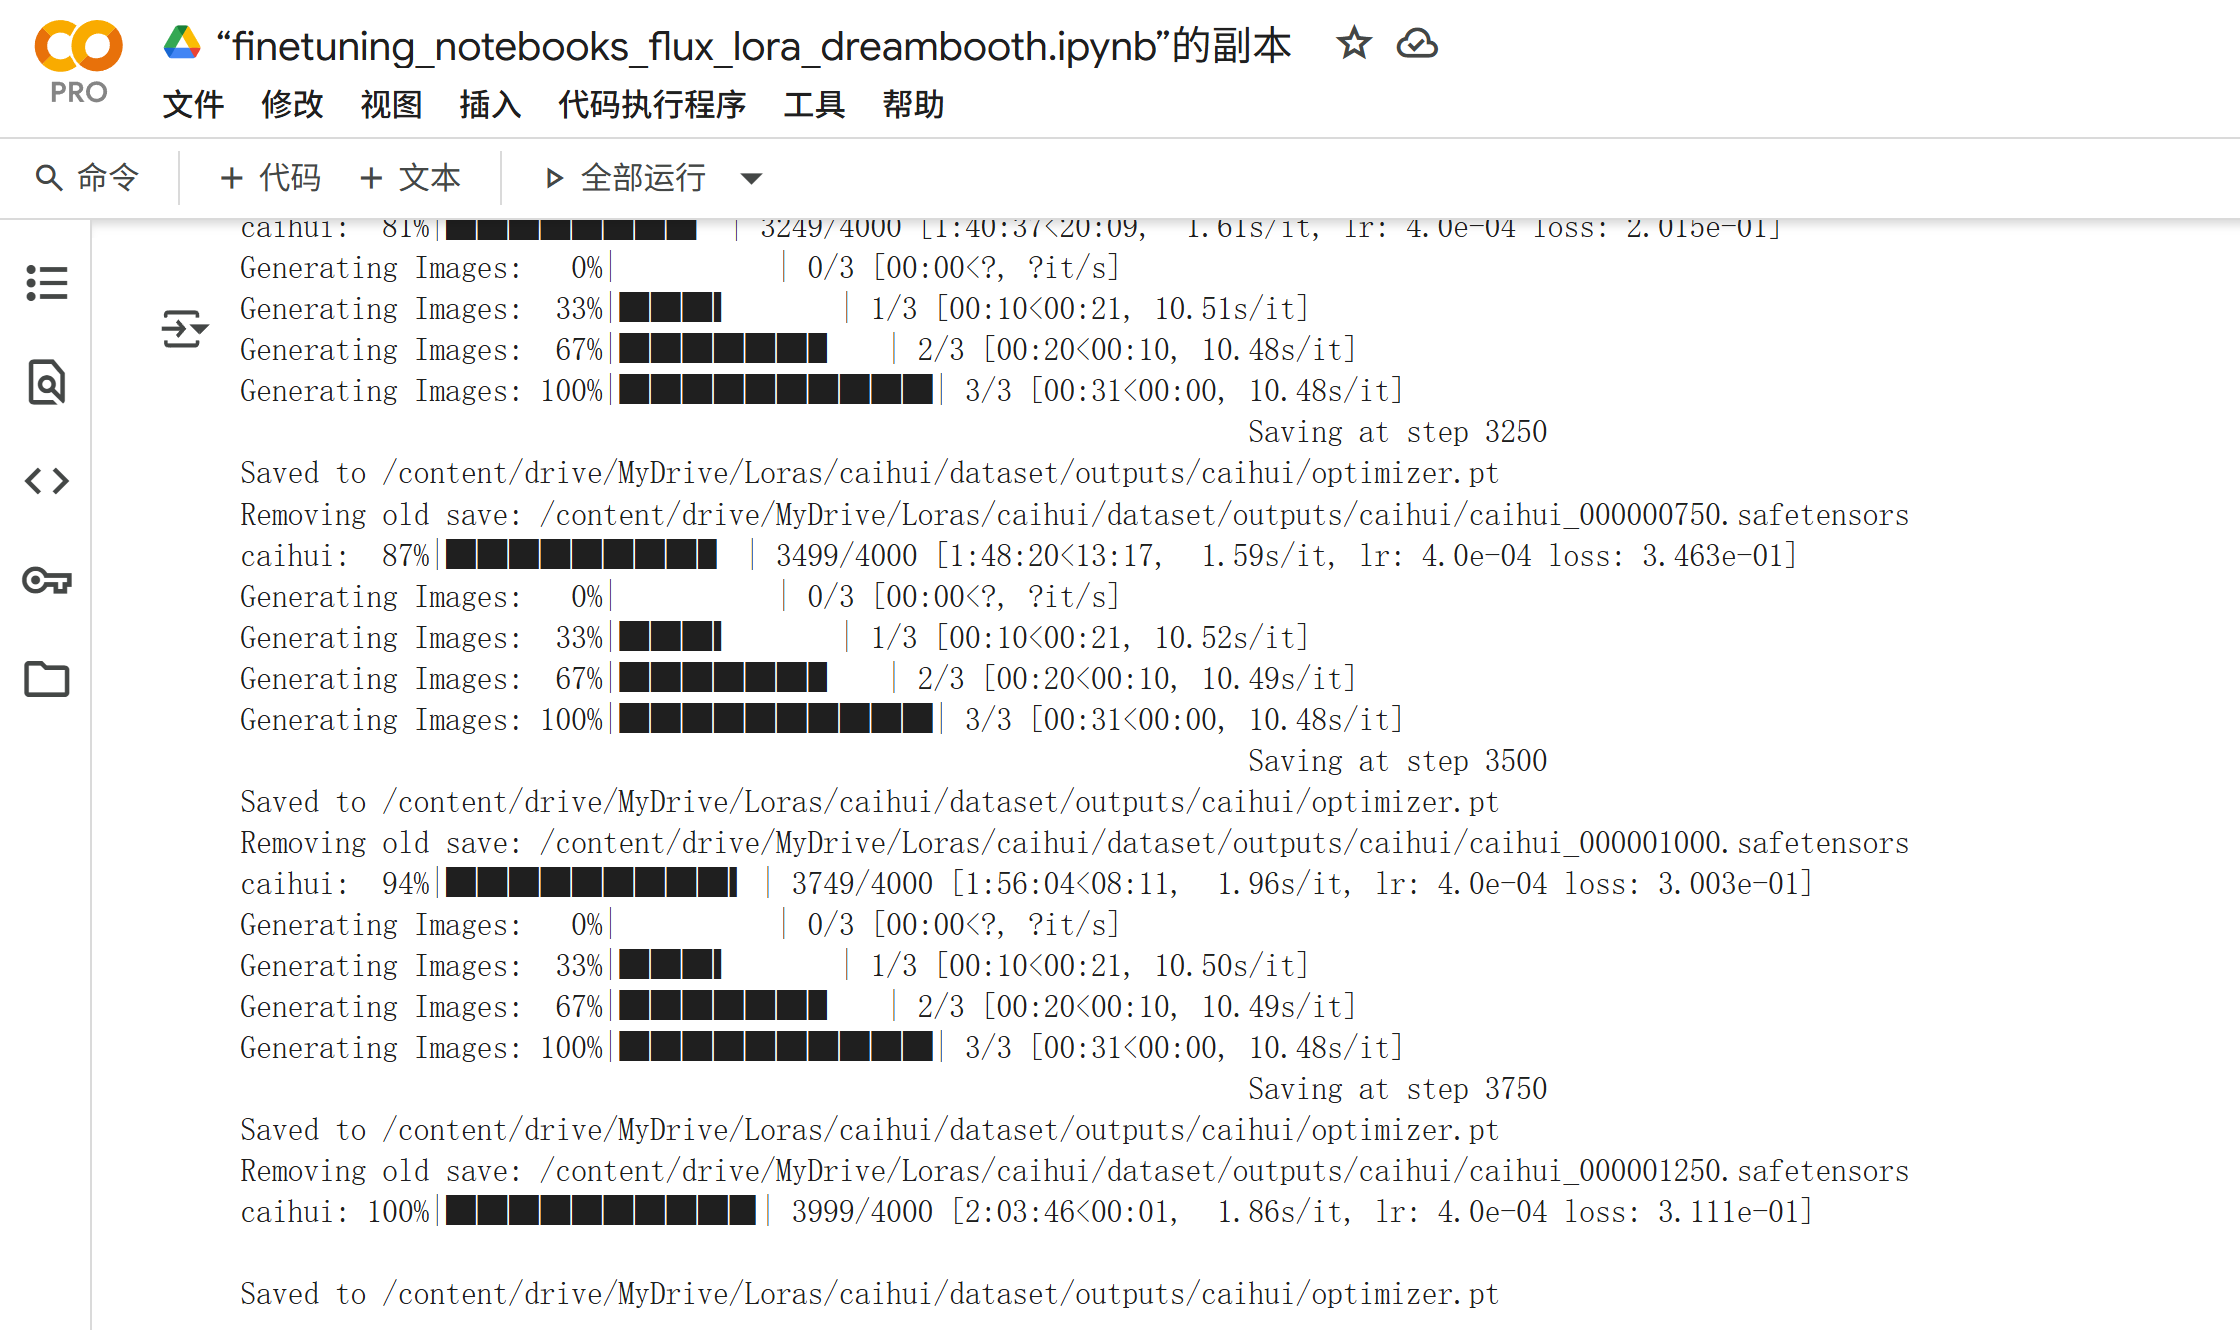 “finetuning_notebooks_flux_lora_dreambooth.ipynb”的副本
PRO
文件 修改 视图 插入 代码执行程序 工具 帮助
命令 + 代码 + 文本 全部运行
caihui: 81%| | 3249/4000 [1:40:37<20:09, 1.61s/it, lr: 4.0e-04 loss: 2.015e-01]
Generating Images: 0%| | 0/3 [00:00<?, ?it/s]
Generating Images: 33%| | 1/3 [00:10<00:21, 10.51s/it]
Generating Images: 67%| | 2/3 [00:20<00:10, 10.48s/it]
Generating Images: 100%| | 3/3 [00:31<00:00, 10.48s/it]
Saving at step 3250
Saved to /content/drive/MyDrive/Loras/caihui/dataset/outputs/caihui/optimizer.pt
Removing old save: /content/drive/MyDrive/Loras/caihui/dataset/outputs/caihui/caihui_000000750.safetensors
caihui: 87%| | 3499/4000 [1:48:20<13:17, 1.59s/it, lr: 4.0e-04 loss: 3.463e-01]
Generating Images: 0%| | 0/3 [00:00<?, ?it/s]
Generating Images: 33%| | 1/3 [00:10<00:21, 10.52s/it]
Generating Images: 67%| | 2/3 [00:20<00:10, 10.49s/it]
Generating Images: 100%| | 3/3 [00:31<00:00, 10.48s/it]
Saving at step 3500
Saved to /content/drive/MyDrive/Loras/caihui/dataset/outputs/caihui/optimizer.pt
Removing old save: /content/drive/MyDrive/Loras/caihui/dataset/outputs/caihui/caihui_000001000.safetensors
caihui: 94%| | 3749/4000 [1:56:04<08:11, 1.96s/it, lr: 4.0e-04 loss: 3.003e-01]
Generating Images: 0%| | 0/3 [00:00<?, ?it/s]
Generating Images: 33%| | 1/3 [00:10<00:21, 10.50s/it]
Generating Images: 67%| | 2/3 [00:20<00:10, 10.49s/it]
Generating Images: 100%| | 3/3 [00:31<00:00, 10.48s/it]
Saving at step 3750
Saved to /content/drive/MyDrive/Loras/caihui/dataset/outputs/caihui/optimizer.pt
Removing old save: /content/drive/MyDrive/Loras/caihui/dataset/outputs/caihui/caihui_000001250.safetensors
caihui: 100%| | 3999/4000 [2:03:46<00:01, 1.86s/it, lr: 4.0e-04 loss: 3.111e-01]
Saved to /content/drive/MyDrive/Loras/caihui/dataset/outputs/caihui/optimizer.pt